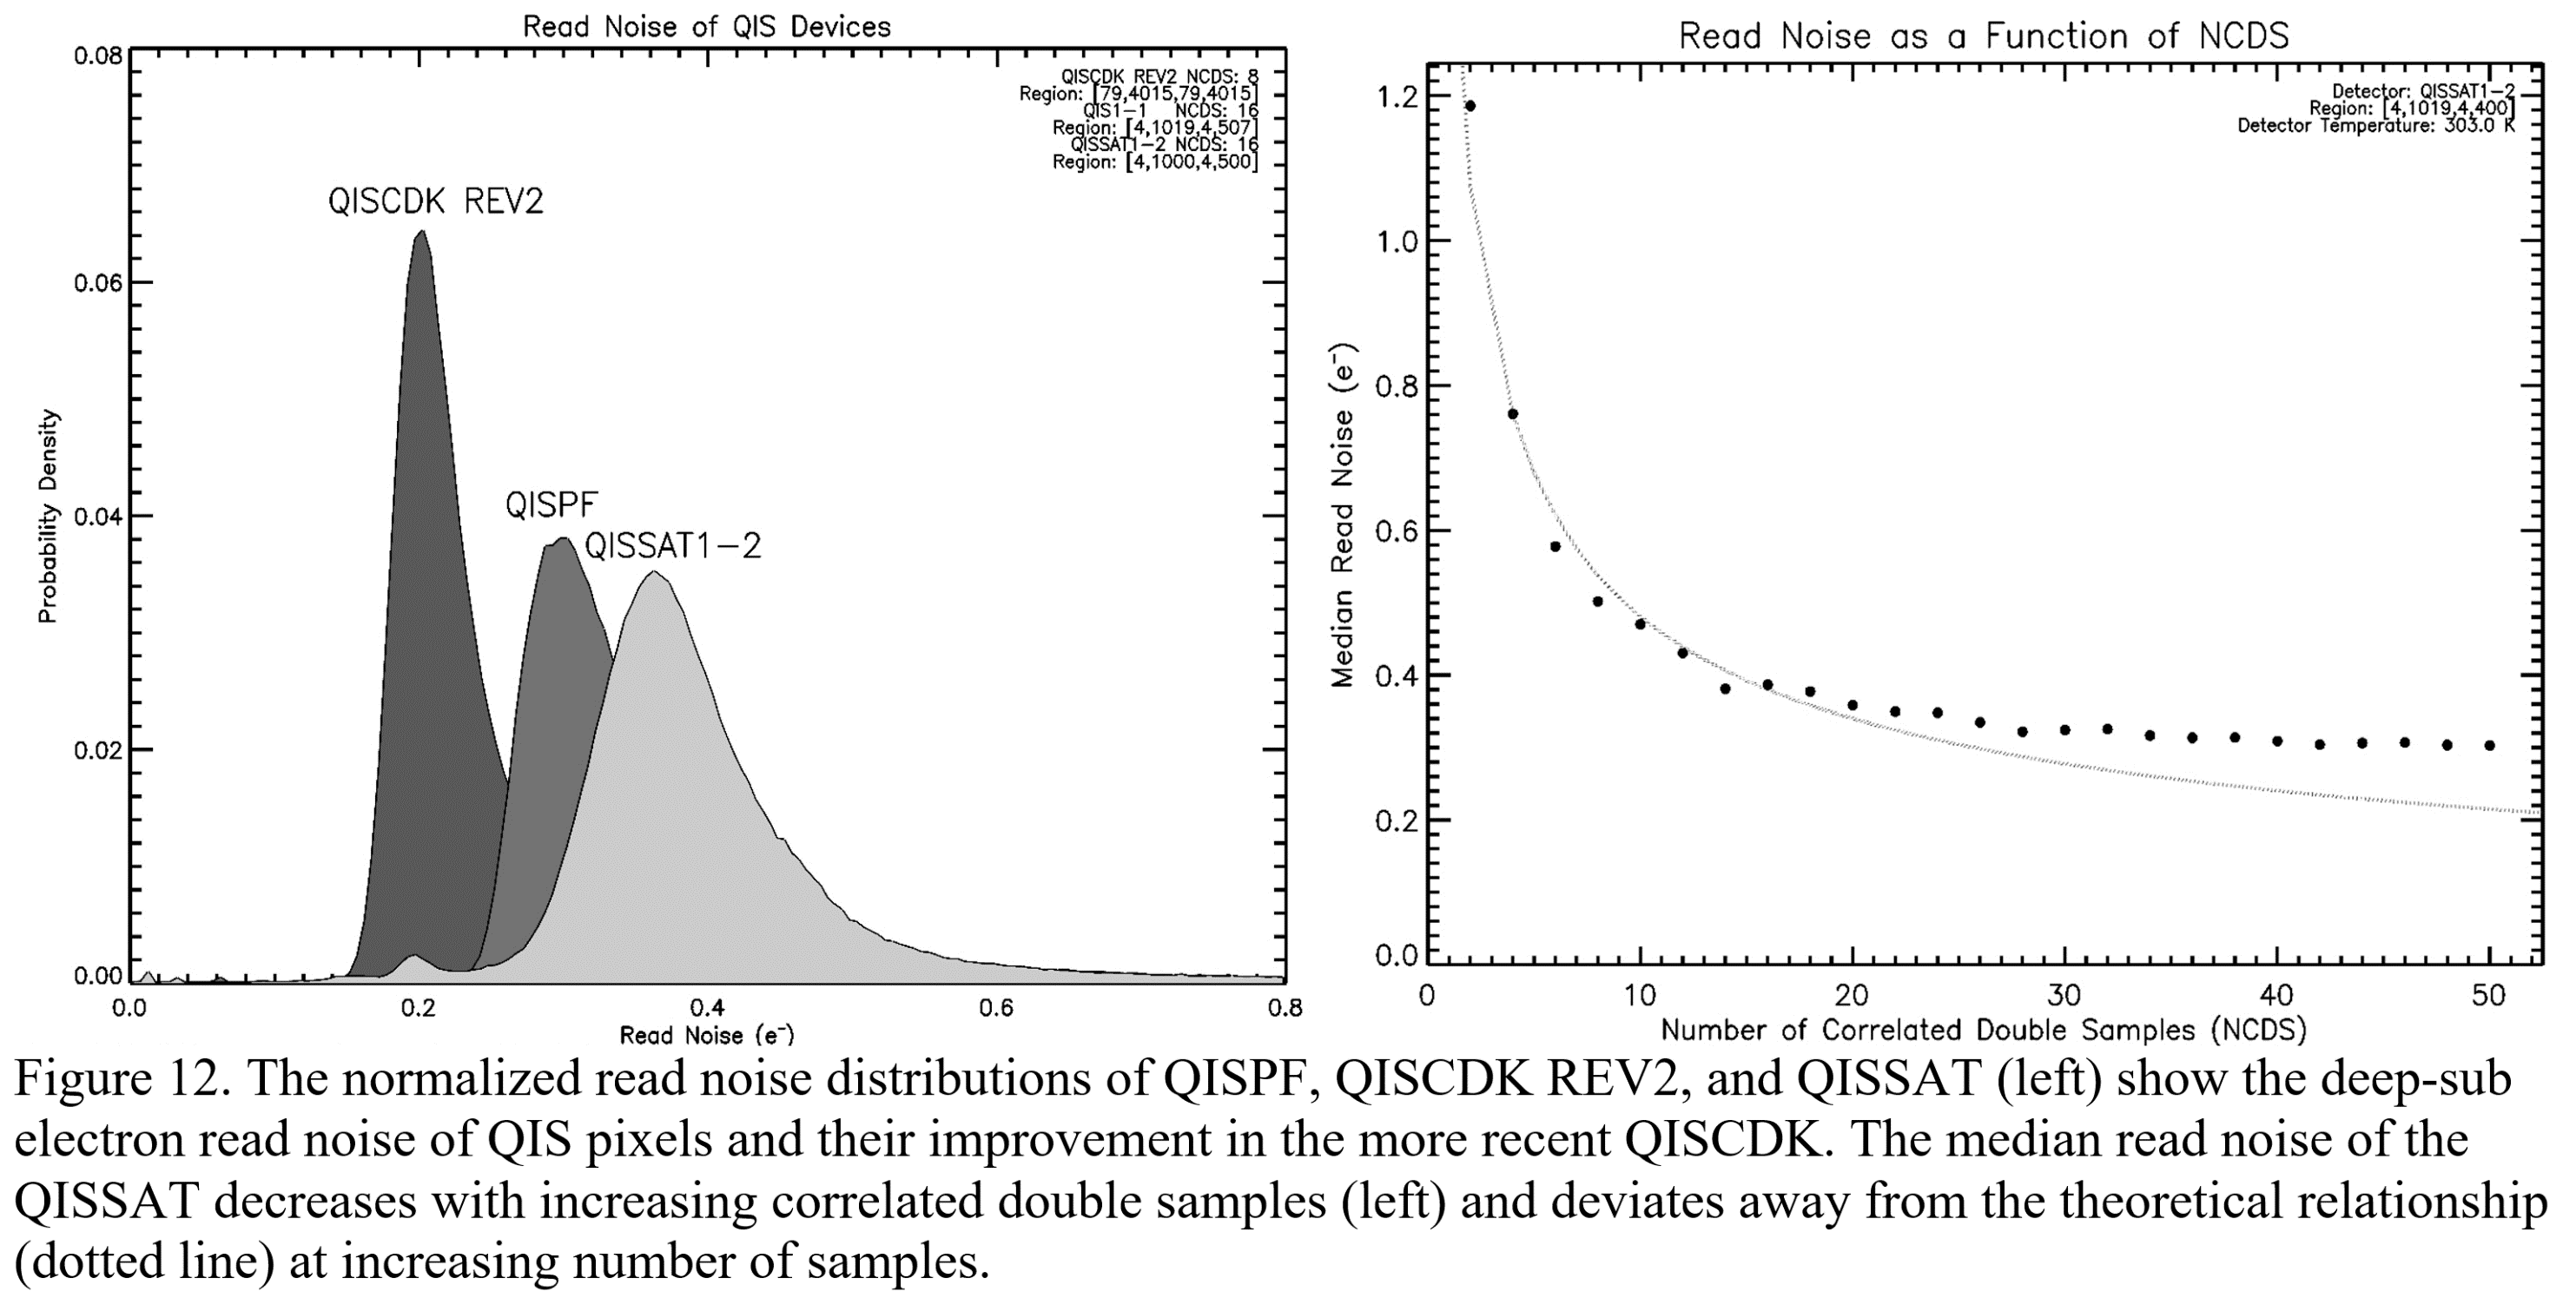 Read Noise of QIS Devices
0.08
0.06
0.04
0.02
0.00
Probability Density
QISCDK REV2 NCDS: 8
Region: [79,4015,79,4015]
QIS1-1 NCDS: 16
Region: [4,1019,4,507]
QISSAT1-2 NCDS: 16
Region: [4,1000,4,500]
QISCDK REV2
QISPF
QISSAT1-2
0.0 0.2 0.4 0.6 0.8
Read Noise (e⁻)
Read Noise as a Function of NCDS
1.2
1.0
0.8
0.6
0.4
0.2
0.0
Median Read Noise (e⁻)
Detector: QISSAT1-2
Region: [4,1019,4,400]
Detector Temperature: 303.0 K
0 10 20 30 40 50
Number of Correlated Double Samples (NCDS)
Figure 12. The normalized read noise distributions of QISPF, QISCDK REV2, and QISSAT (left) show the deep-sub
electron read noise of QIS pixels and their improvement in the more recent QISCDK. The median read noise of the
QISSAT decreases with increasing correlated double samples (left) and deviates away from the theoretical relationship
(dotted line) at increasing number of samples.